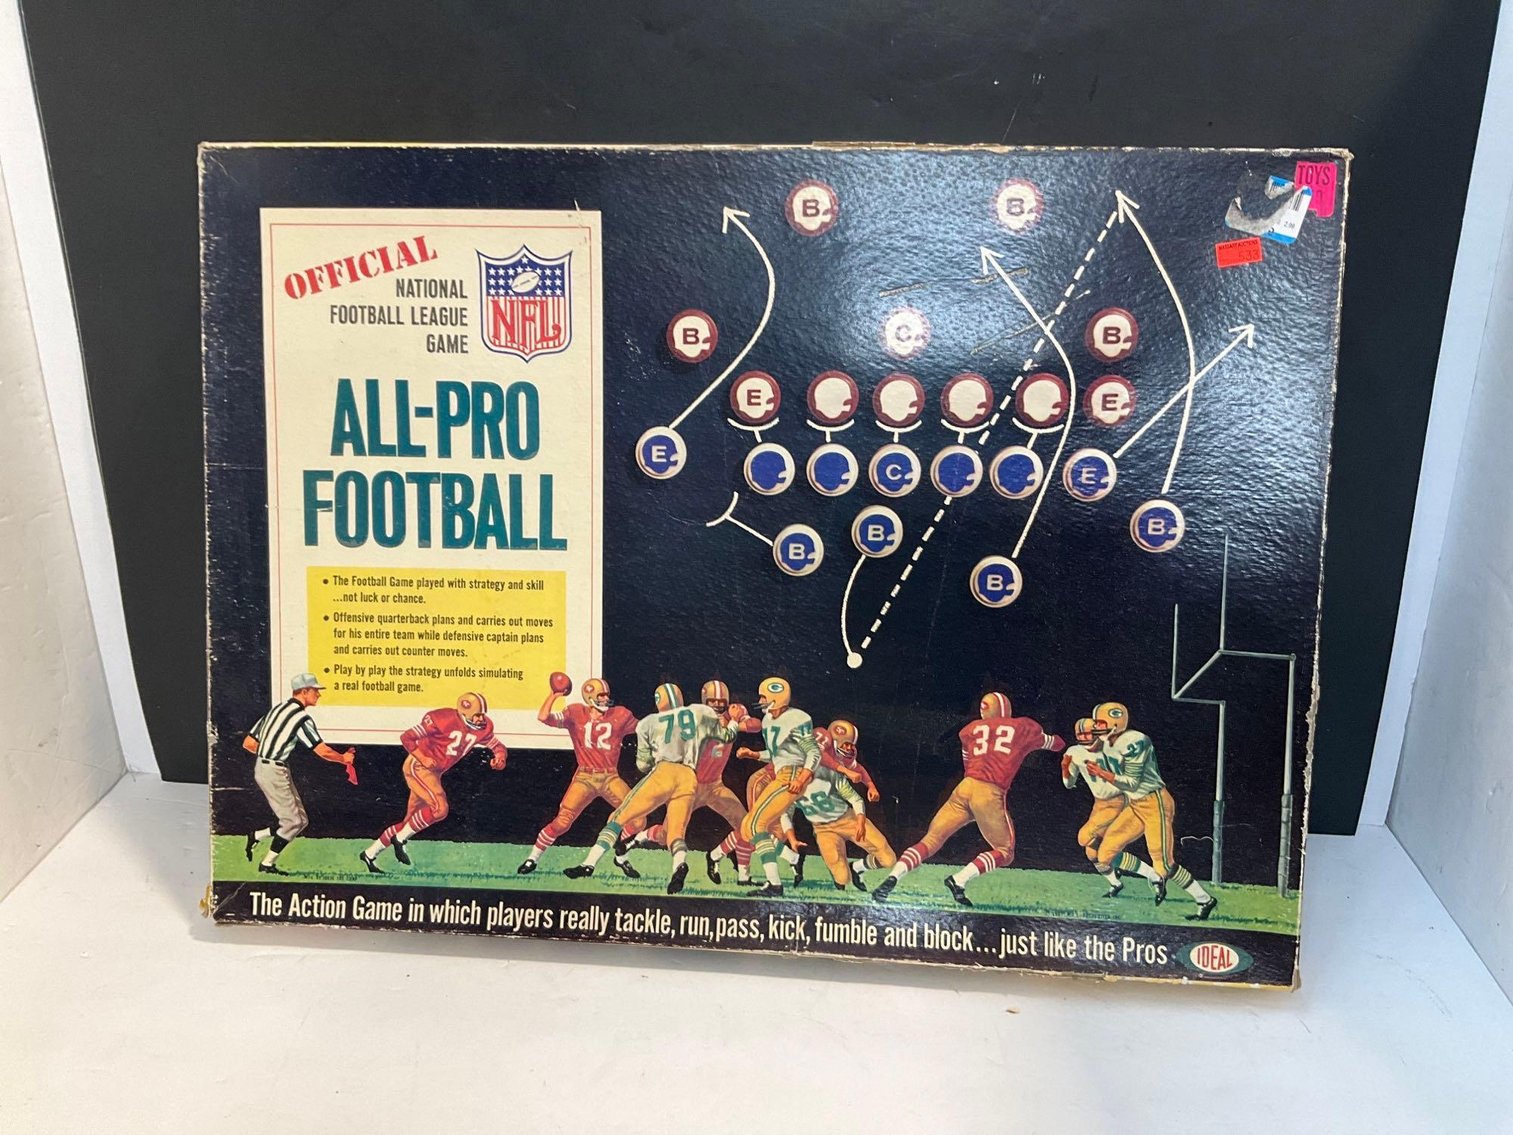 OFFICIAL
NATIONAL
FOOTBALL LEAGUE
GAME
NFL
ALL-PRO
FOOTBALL
• The Football Game played with strategy and skill
...not luck or chance.
• Offensive quarterback plans and carries out moves
for his entire team while defensive captain plans
and carries out counter moves.
• Play by play the strategy unfolds simulating
a real football game.
TOYS
533
B
B
B
C
B
E
E
E
C
E
B
B
B
B
27
12
79
77
68
32
G
G
The Action Game in which players really tackle, run, pass, kick, fumble and block...just like the Pros
IDEAL